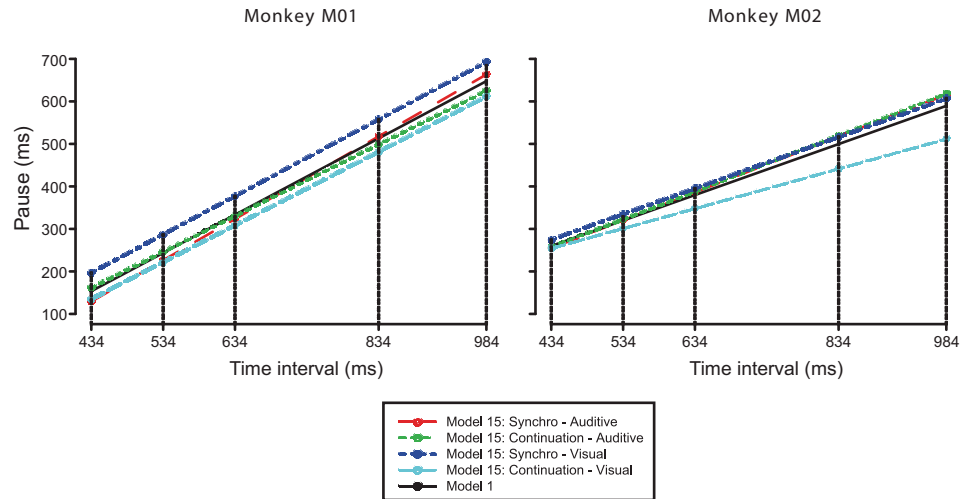 Monkey M01
Monkey M02
Pause (ms)
700
600
500
400
300
200
100
434 534 634 834 984
Time interval (ms)
434 534 634 834 984
Time interval (ms)
Model 15: Synchro - Auditive
Model 15: Continuation - Auditive
Model 15: Synchro - Visual
Model 15: Continuation - Visual
Model 1